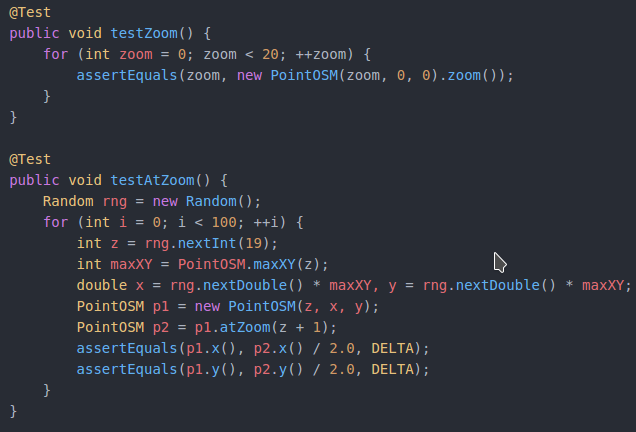 @Test
public void testZoom() {
    for (int zoom = 0; zoom < 20; ++zoom) {
        assertEquals(zoom, new PointOSM(zoom, 0, 0).zoom());
    }
}

@Test
public void testAtZoom() {
    Random rng = new Random();
    for (int i = 0; i < 100; ++i) {
        int z = rng.nextInt(19);
        int maxXY = PointOSM.maxXY(z);
        double x = rng.nextDouble() * maxXY, y = rng.nextDouble() * maxXY;
        PointOSM p1 = new PointOSM(z, x, y);
        PointOSM p2 = p1.atZoom(z + 1);
        assertEquals(p1.x(), p2.x() / 2.0, DELTA);
        assertEquals(p1.y(), p2.y() / 2.0, DELTA);
    }
}